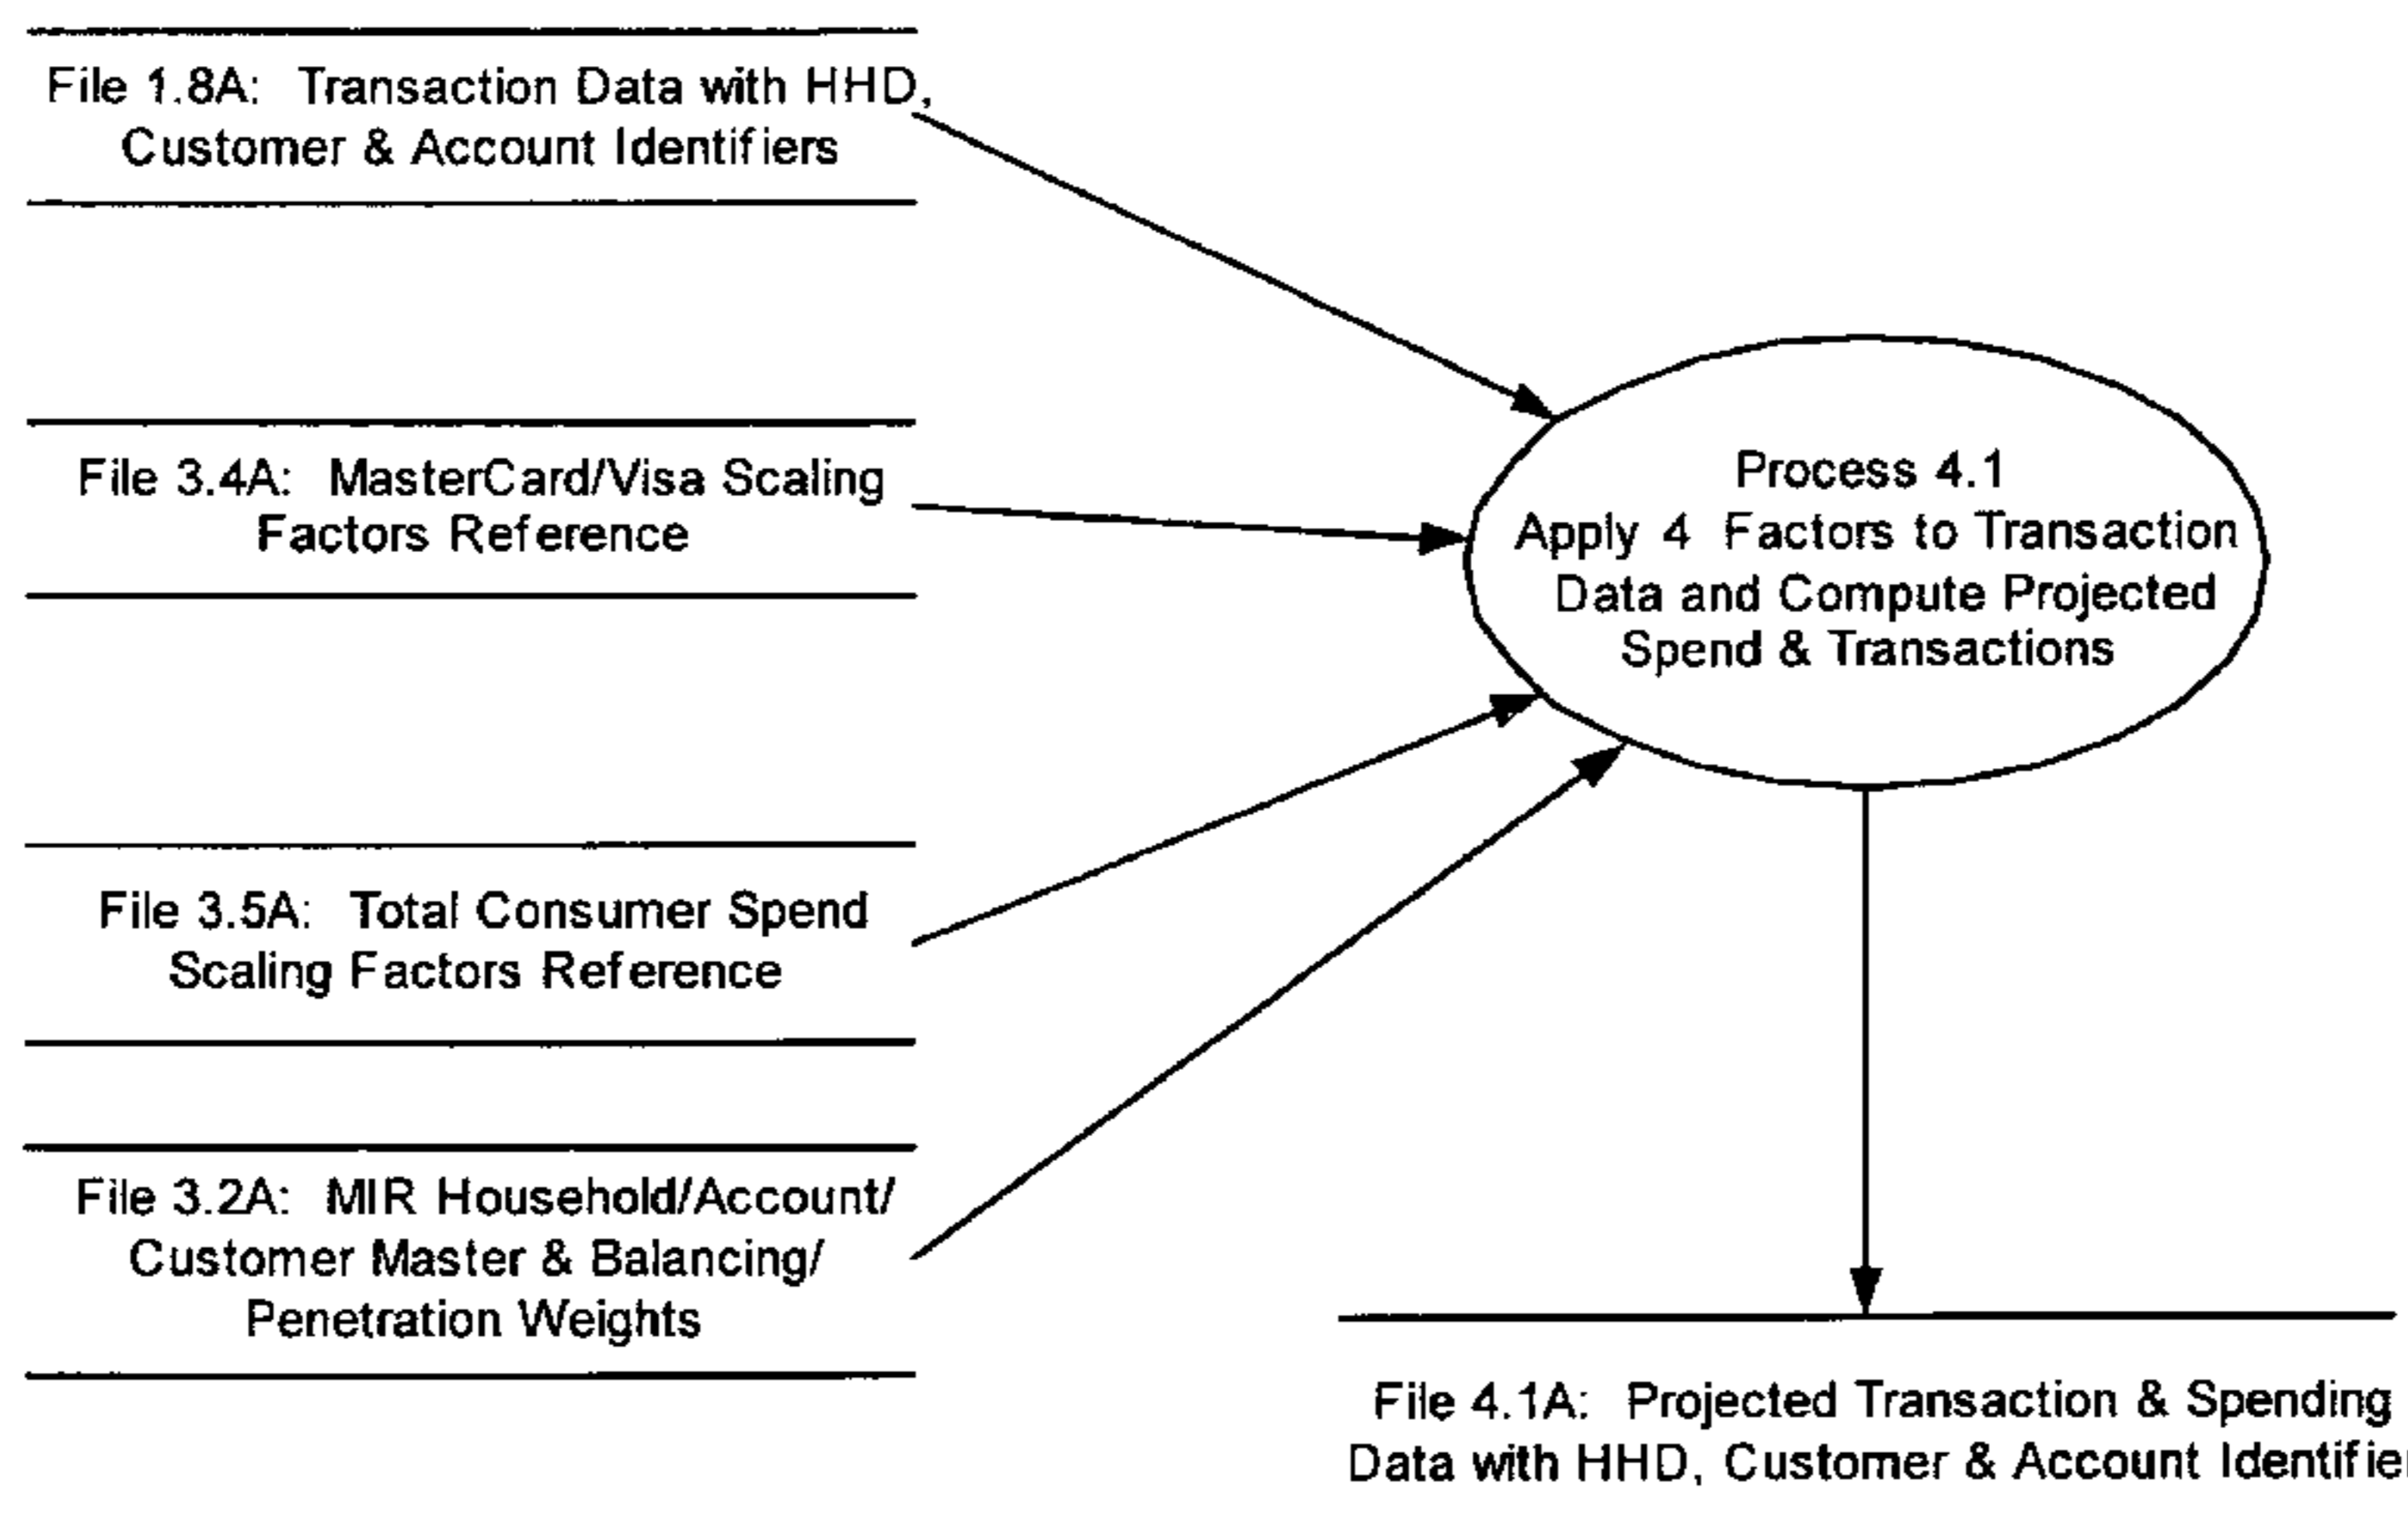 File 1.8A: Transaction Data with HHD,
Customer & Account Identifiers
File 3.4A: MasterCard/Visa Scaling
Factors Reference
Process 4.1
Apply 4 Factors to Transaction
Data and Compute Projected
Spend & Transactions
File 3.5A: Total Consumer Spend
Scaling Factors Reference
File 3.2A: MIR Household/Account/
Customer Master & Balancing/
Penetration Weights
File 4.1A: Projected Transaction & Spending
Data with HHD, Customer & Account